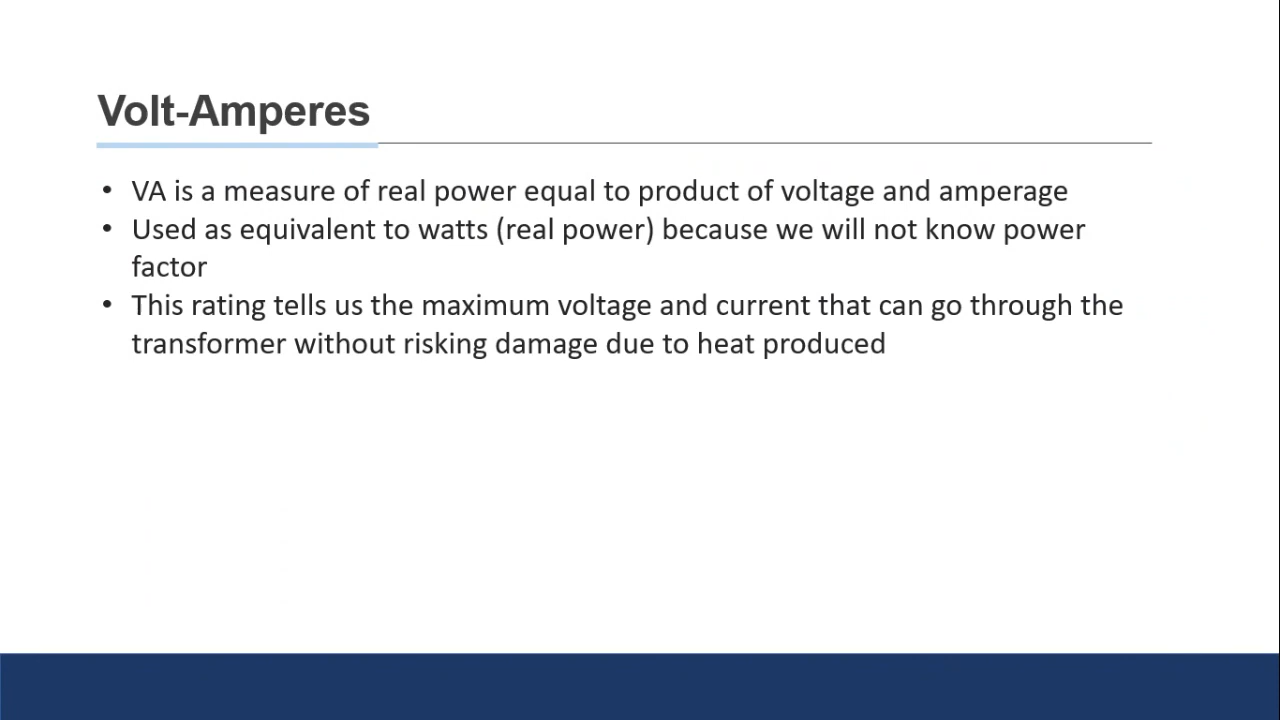 Volt-Amperes
• VA is a measure of real power equal to product of voltage and amperage
• Used as equivalent to watts (real power) because we will not know power
factor
• This rating tells us the maximum voltage and current that can go through the
transformer without risking damage due to heat produced